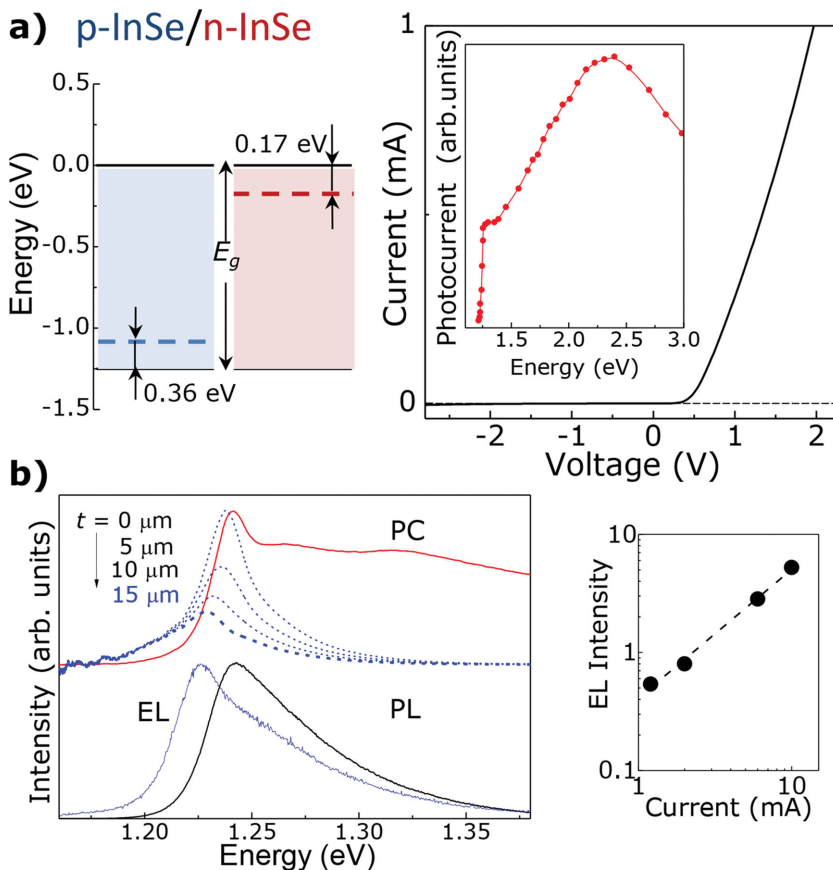 a) p-InSe/n-InSe
Energy (eV)
0.5
0.0
-0.5
-1.0
-1.5
0.17 eV
Eg
0.36 eV
Current (mA)
1
0
-2 -1 0 1 2
Voltage (V)
Photocurrent (arb.units)
1.5 2.0 2.5 3.0
Energy (eV)
b)
Intensity (arb. units)
t = 0 μm
5 μm
10 μm
15 μm
PC
EL
PL
1.20 1.25 1.30 1.35
Energy (eV)
EL Intensity
10
1
0.1
1 10
Current (mA)